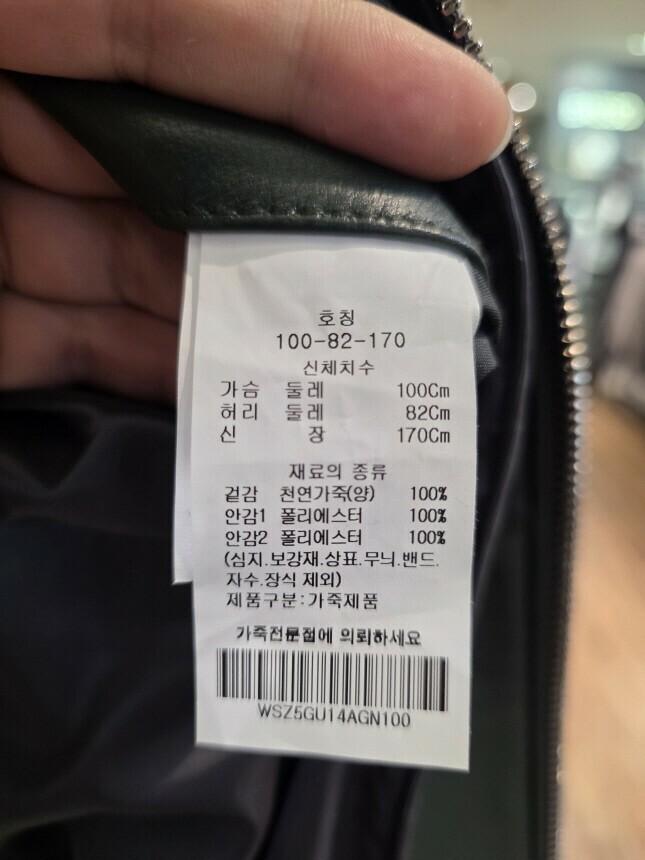 호칭
100-82-170
신체치수
가슴 둘레 100Cm
허리 둘레 82Cm
신 장 170Cm
재료의 종류
겉감 천연가죽(양) 100%
안감1 폴리에스터 100%
안감2 폴리에스터 100%
(심지.보강재.상표.무늬.밴드.
자수.장식 제외)
제품구분:가죽제품
가죽전문점에 의뢰하세요
WSZ5GU14AGN100